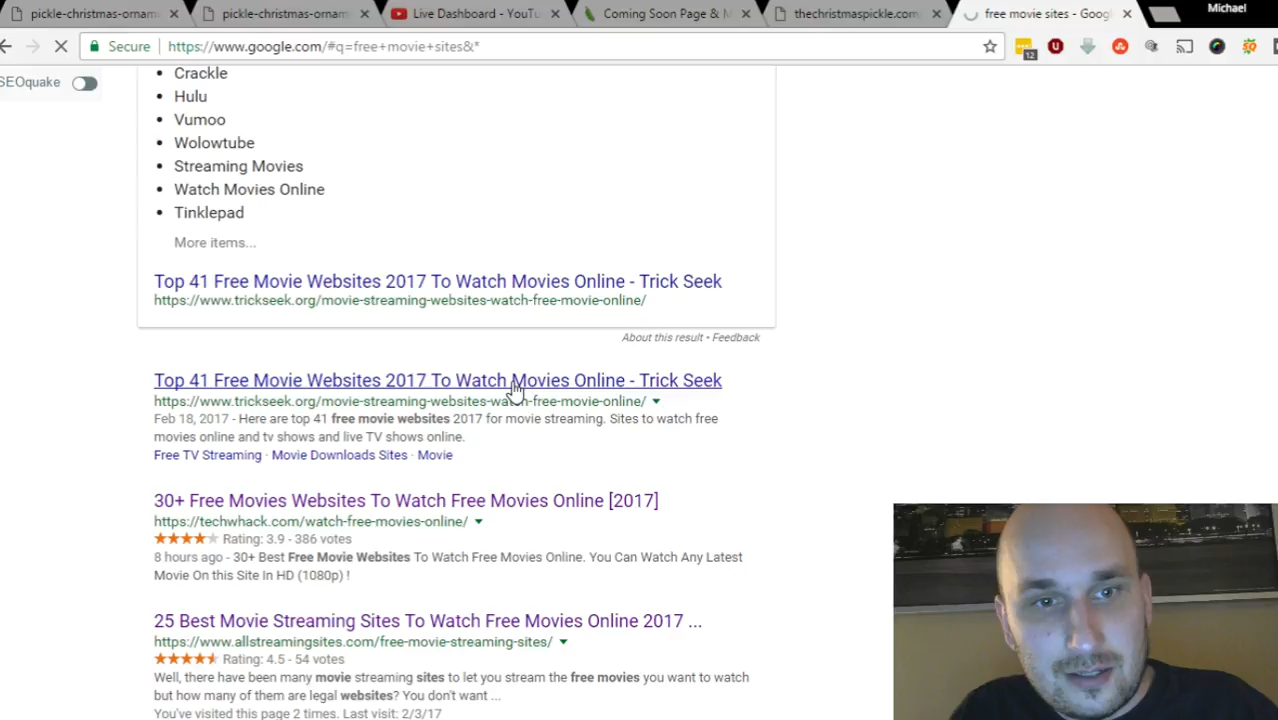 Michael
pickle-christmas-ornam
pickle-christmas-ornam
Live Dashboard - YouTu
Coming Soon Page & M
thechristmaspickle.com
free movie sites - Goog
Secure
https://www.google.com/#q=free+movie+sites&*
12
SEOquake
Crackle
Hulu
Vumoo
Wolowtube
Streaming Movies
Watch Movies Online
Tinklepad
More items...
Top 41 Free Movie Websites 2017 To Watch Movies Online - Trick Seek
https://www.trickseek.org/movie-streaming-websites-watch-free-movie-online/
About this result • Feedback
Top 41 Free Movie Websites 2017 To Watch Movies Online - Trick Seek
https://www.trickseek.org/movie-streaming-websites-watch-free-movie-online/
Feb 18, 2017 - Here are top 41 free movie websites 2017 for movie streaming. Sites to watch free
movies online and tv shows and live TV shows online.
Free TV Streaming · Movie Downloads Sites · Movie
30+ Free Movies Websites To Watch Free Movies Online [2017]
https://techwhack.com/watch-free-movies-online/
Rating: 3.9 - 386 votes
8 hours ago - 30+ Best Free Movie Websites To Watch Free Movies Online. You Can Watch Any Latest
Movie On this Site In HD (1080p) !
25 Best Movie Streaming Sites To Watch Free Movies Online 2017 ...
https://www.allstreamingsites.com/free-movie-streaming-sites/
Rating: 4.5 - 54 votes
Well, there have been many movie streaming sites to let you stream the free movies you want to watch
but how many of them are legal websites? You don't want ...
You've visited this page 2 times. Last visit: 2/3/17